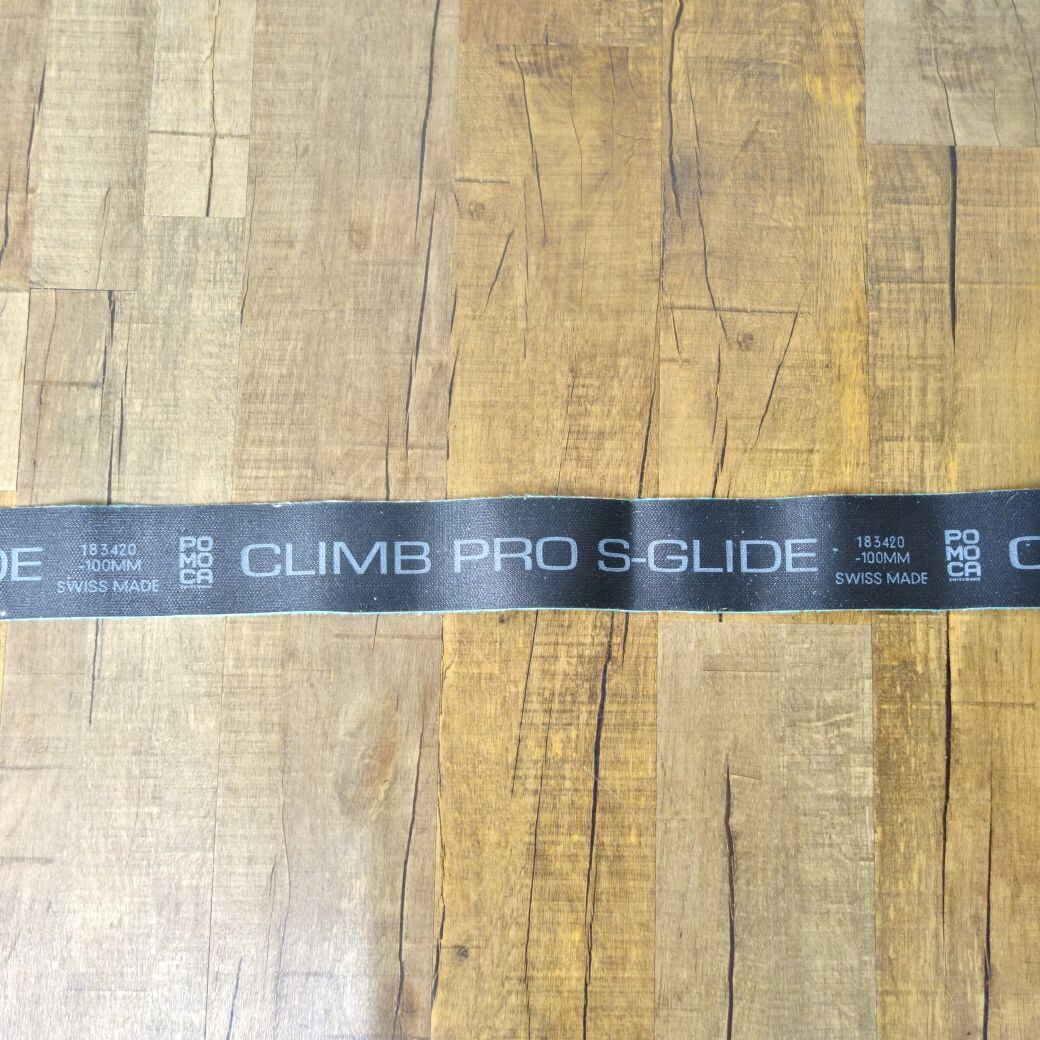 DE
183420
-100MM
SWISS MADE
PO
MO
CA
CLIMB PRO S-GLIDE
183420
-100MM
SWISS MADE
PO
MO
CA
C